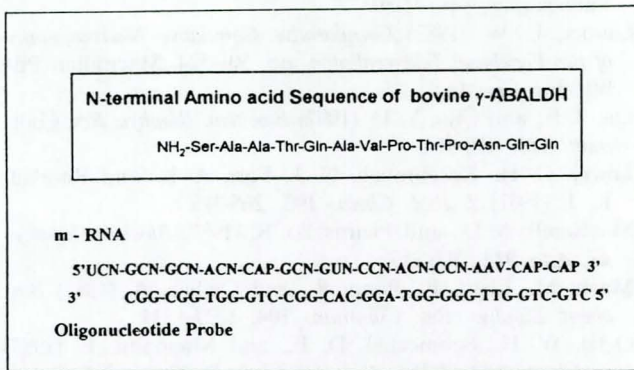 N-terminal Amino acid Sequence of bovine γ-ABALDH
NH₂-Ser-Ala-Ala-Thr-Gln-Ala-Val-Pro-Thr-Pro-Asn-Gln-Gln
m - RNA
5'UCN-GCN-GCN-ACN-CAP-GCN-GUN-CCN-ACN-CCN-AAV-CAP-CAP 3'
3' CGG-CGG-TGG-GTC-CGG-CAC-GGA-TGG-GGG-TTG-GTC-GTC 5'
Oligonucleotide Probe